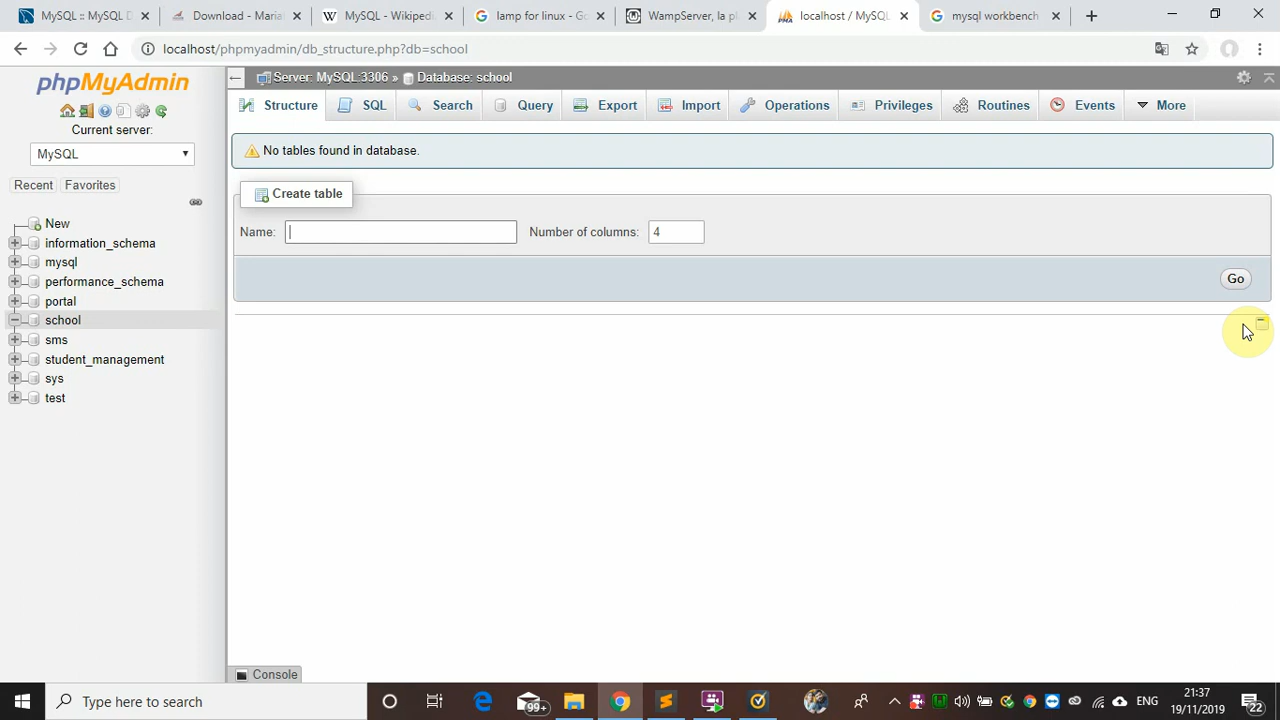 MySQL :: MySQL D
Download - Maria
MySQL - Wikiped
lamp for linux - Go
WampServer, la pl
localhost / MySQL
mysql workbench
localhost/phpmyadmin/db_structure.php?db=school
phpMyAdmin
Current server:
MySQL
Recent Favorites
New
information_schema
mysql
performance_schema
portal
school
sms
student_management
sys
test
Server: MySQL:3306 » Database: school
Structure SQL Search Query Export Import Operations Privileges Routines Events More
No tables found in database.
Create table
Name: Number of columns: 4
Go
Console
Type here to search
99+
ENG
21:37
19/11/2019
22